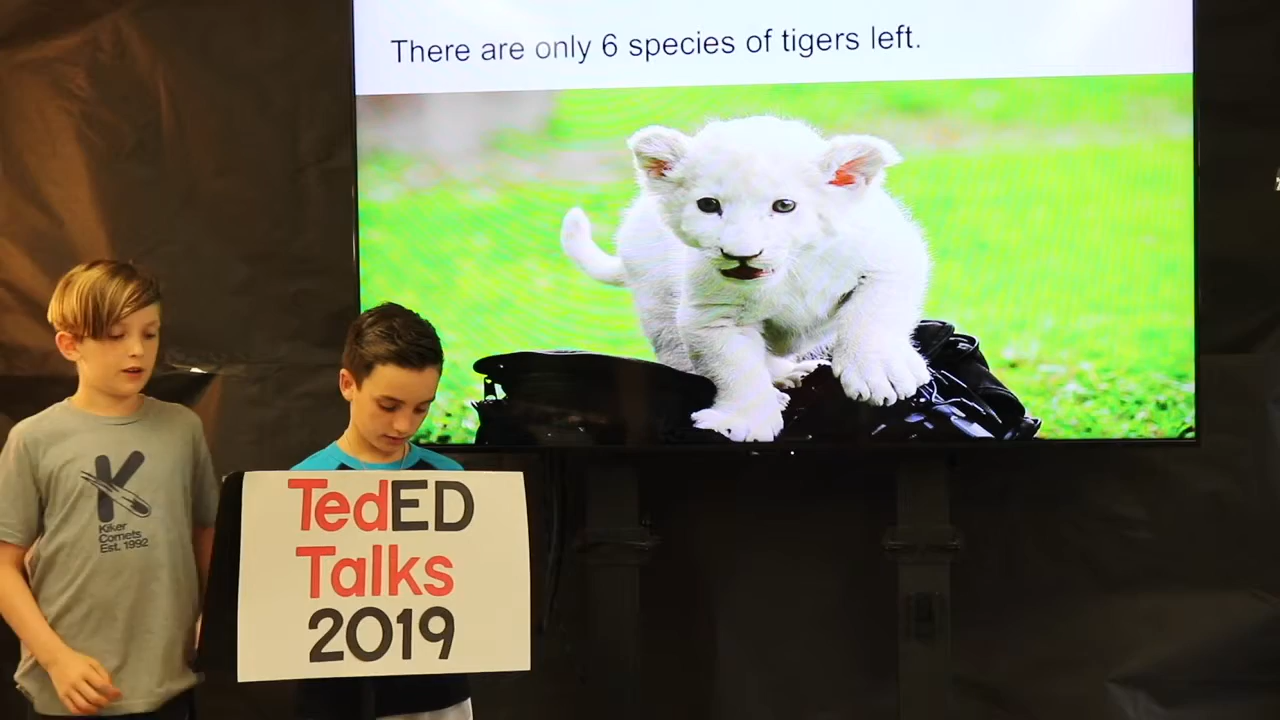 There are only 6 species of tigers left.
K
Kiker
Comets
Est. 1992
TedED
Talks
2019